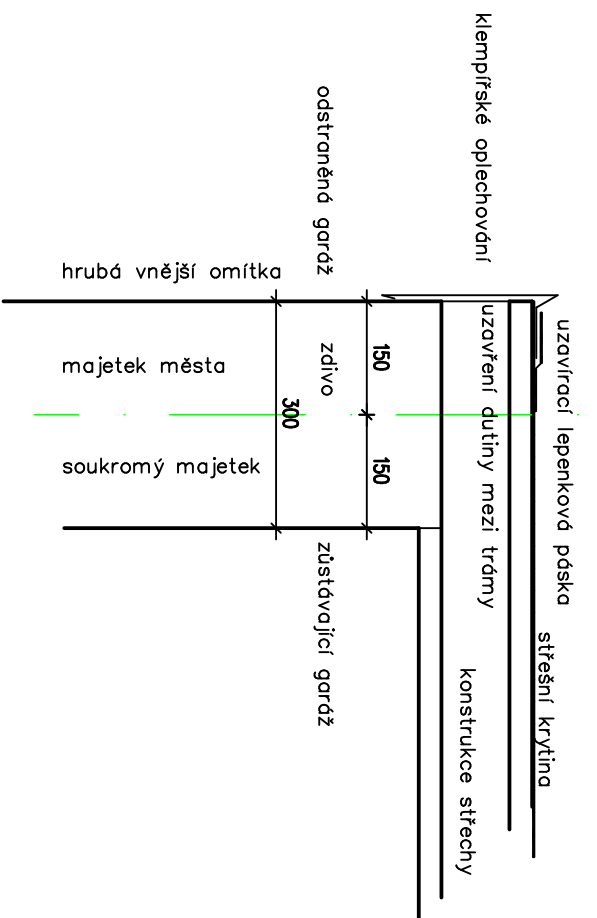 klempířské oplechování
odstraněná garáž
hrubá vnější omítka
uzavírací lepenková páska
uzavření dutiny mezi trámy
zdivo
150
majetek města
300
150
soukromý majetek
zůstávající garáž
střešní krytina
konstrukce střechy